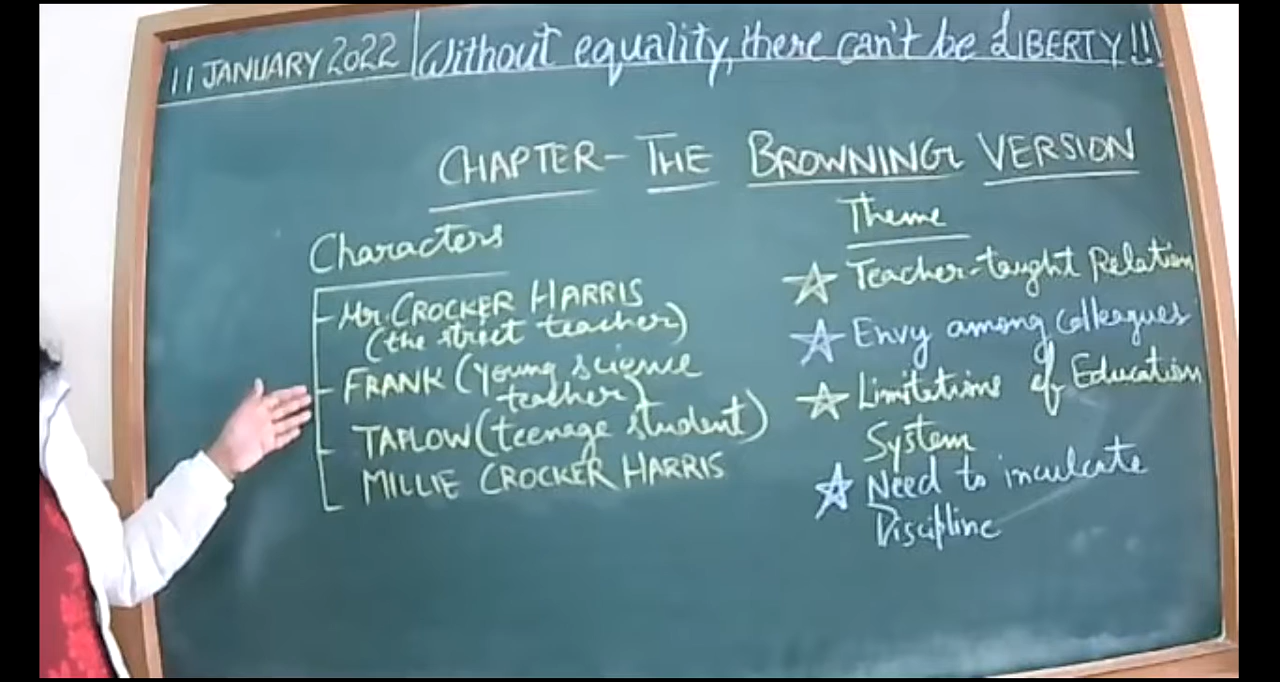 11 JANUARY 2022 | Without equality, there can't be LIBERTY!!
CHAPTER - THE BROWNING VERSION
Characters
Mr. CROCKER HARRIS
(the strict teacher)
FRANK (young science
teacher)
TAPLOW (teenage student)
MILLIE CROCKER HARRIS
Theme
☆ Teacher-taught Relation
☆ Envy among colleagues
☆ Limitations of Education
System
☆ Need to inculcate
Discipline